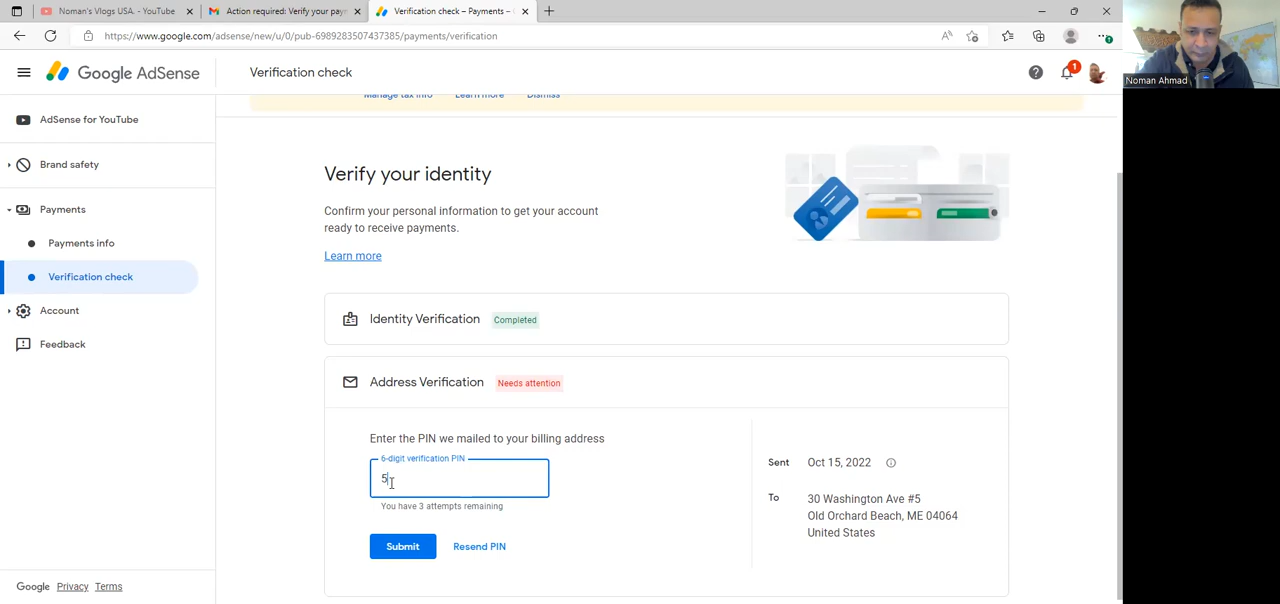 Noman's Vlogs USA. - YouTube
Action required: Verify your payr
Verification check – Payments –
https://www.google.com/adsense/new/u/0/pub-6989283507437385/payments/verification
Noman Ahmad
Google AdSense
Verification check
1
Manage tax info Learn more Dismiss
AdSense for YouTube
Brand safety
Payments
Payments info
Verification check
Account
Feedback
Verify your identity
Confirm your personal information to get your account
ready to receive payments.
Learn more
Identity Verification Completed
Address Verification Needs attention
Enter the PIN we mailed to your billing address
6-digit verification PIN
5
You have 3 attempts remaining
Submit Resend PIN
Sent Oct 15, 2022
To 30 Washington Ave #5
Old Orchard Beach, ME 04064
United States
Google Privacy Terms